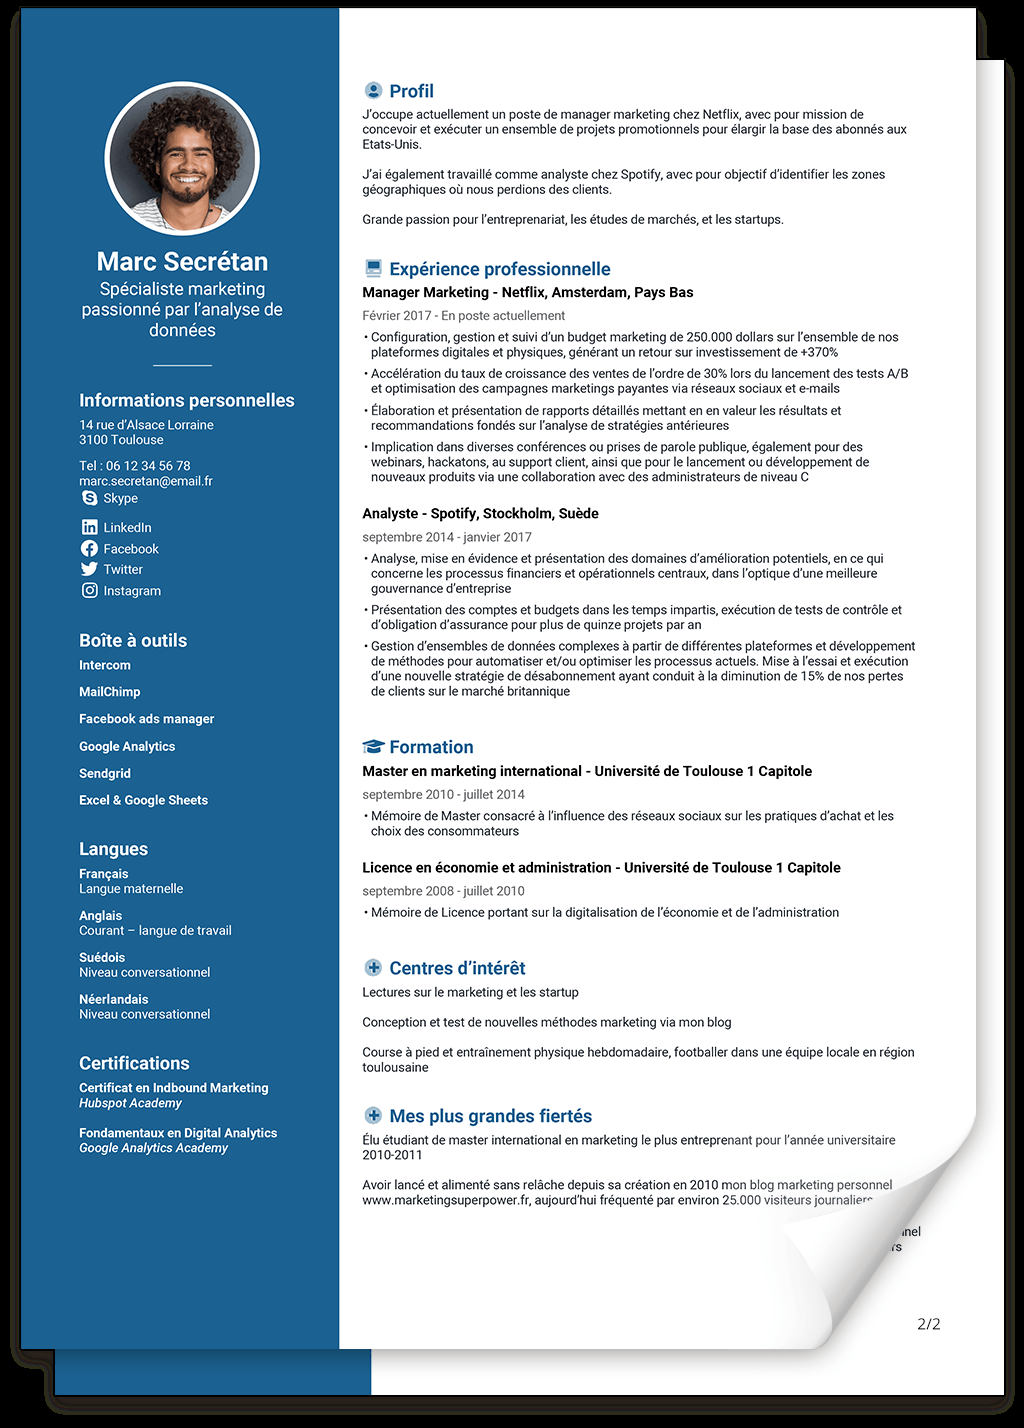 Marc Secrétan
Spécialiste marketing
passionné par l’analyse de
données
Informations personnelles
14 rue d’Alsace Lorraine
3100 Toulouse
Tel : 06 12 34 56 78
marc.secretan@email.fr
Skype
LinkedIn
Facebook
Twitter
Instagram
Boîte à outils
Intercom
MailChimp
Facebook ads manager
Google Analytics
Sendgrid
Excel & Google Sheets
Langues
Français
Langue maternelle
Anglais
Courant – langue de travail
Suédois
Niveau conversationnel
Néerlandais
Niveau conversationnel
Certifications
Certificat en Indbound Marketing
Hubspot Academy
Fondamentaux en Digital Analytics
Google Analytics Academy
Profil
J’occupe actuellement un poste de manager marketing chez Netflix, avec pour mission de
concevoir et exécuter un ensemble de projets promotionnels pour élargir la base des abonnés aux
Etats-Unis.
J’ai également travaillé comme analyste chez Spotify, avec pour objectif d’identifier les zones
géographiques où nous perdions des clients.
Grande passion pour l’entreprenariat, les études de marchés, et les startups.
Expérience professionnelle
Manager Marketing - Netflix, Amsterdam, Pays Bas
Février 2017 - En poste actuellement
• Configuration, gestion et suivi d’un budget marketing de 250.000 dollars sur l’ensemble de nos
plateformes digitales et physiques, générant un retour sur investissement de +370%
• Accélération du taux de croissance des ventes de l’ordre de 30% lors du lancement des tests A/B
et optimisation des campagnes marketings payantes via réseaux sociaux et e-mails
• Élaboration et présentation de rapports détaillés mettant en en valeur les résultats et
recommandations fondés sur l’analyse de stratégies antérieures
• Implication dans diverses conférences ou prises de parole publique, également pour des
webinars, hackatons, au support client, ainsi que pour le lancement ou développement de
nouveaux produits via une collaboration avec des administrateurs de niveau C
Analyste - Spotify, Stockholm, Suède
septembre 2014 - janvier 2017
• Analyse, mise en évidence et présentation des domaines d’amélioration potentiels, en ce qui
concerne les processus financiers et opérationnels centraux, dans l’optique d’une meilleure
gouvernance d’entreprise
• Présentation des comptes et budgets dans les temps impartis, exécution de tests de contrôle et
d’obligation d’assurance pour plus de quinze projets par an
• Gestion d’ensembles de données complexes à partir de différentes plateformes et développement
de méthodes pour automatiser et/ou optimiser les processus actuels. Mise à l’essai et exécution
d’une nouvelle stratégie de désabonnement ayant conduit à la diminution de 15% de nos pertes
de clients sur le marché britannique
Formation
Master en marketing international - Université de Toulouse 1 Capitole
septembre 2010 - juillet 2014
• Mémoire de Master consacré à l’influence des réseaux sociaux sur les pratiques d’achat et les
choix des consommateurs
Licence en économie et administration - Université de Toulouse 1 Capitole
septembre 2008 - juillet 2010
• Mémoire de Licence portant sur la digitalisation de l’économie et de l’administration
Centres d’intérêt
Lectures sur le marketing et les startup
Conception et test de nouvelles méthodes marketing via mon blog
Course à pied et entraînement physique hebdomadaire, footballer dans une équipe locale en région
toulousaine
Mes plus grandes fiertés
Élu étudiant de master international en marketing le plus entreprenant pour l’année universitaire
2010-2011
Avoir lancé et alimenté sans relâche depuis sa création en 2010 mon blog marketing personnel
www.marketingsuperpower.fr, aujourd’hui fréquenté par environ 25.000 visiteurs journaliers
2/2